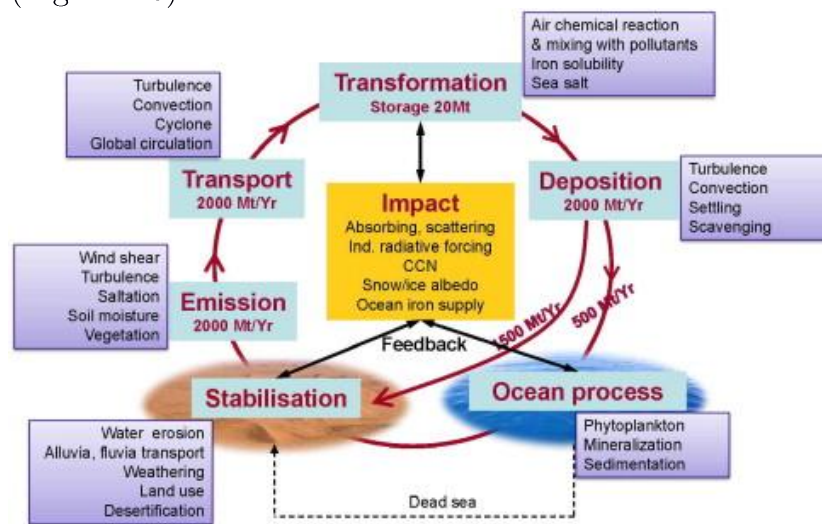 Air chemical reaction
& mixing with pollutants
Iron solubility
Sea salt
Turbulence
Convection
Cyclone
Global circulation
Transformation
Storage 20Mt
Transport
2000 Mt/Yr
Impact
Absorbing, scattering
Ind. radiative forcing
CCN
Snow/ice albedo
Ocean iron supply
Deposition
2000 Mt/Yr
Turbulence
Convection
Settling
Scavenging
Wind shear
Turbulence
Saltation
Soil moisture
Vegetation
Emission
2000 Mt/Yr
1500 Mt/Yr
500 Mt/Yr
Feedback
Stabilisation
Ocean process
Water erosion
Alluvia, fluvia transport
Weathering
Land use
Desertification
Phytoplankton
Mineralization
Sedimentation
Dead sea